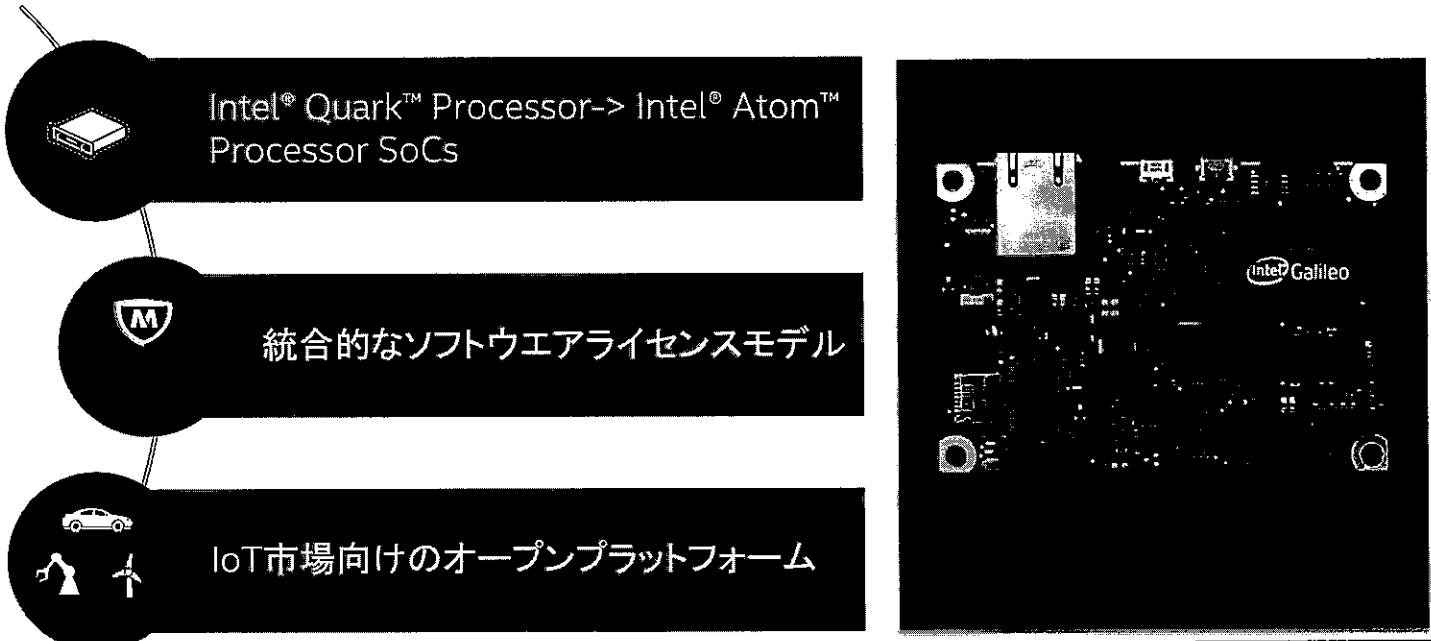 Intel® Quark™ Processor-> Intel® Atom™
Processor SoCs
M
統合的なソフトウエアライセンスモデル
IoT市場向けのオープンプラットフォーム
intel® Galileo